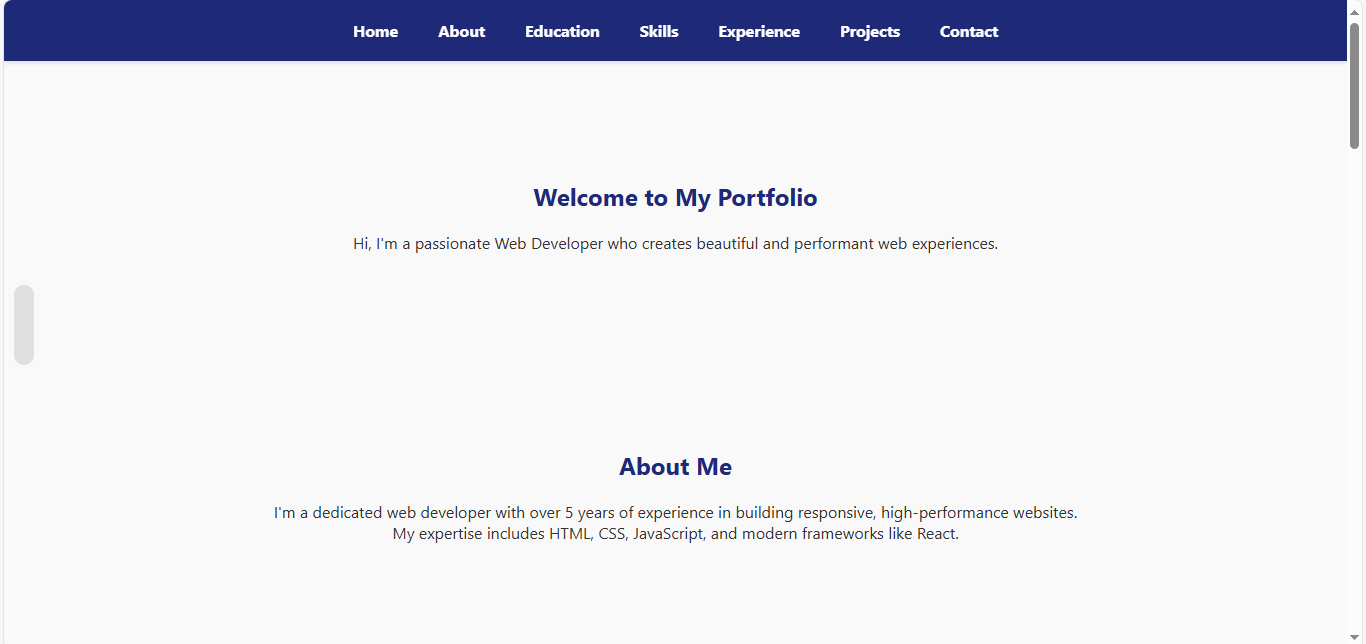 Home About Education Skills Experience Projects Contact
Welcome to My Portfolio
Hi, I'm a passionate Web Developer who creates beautiful and performant web experiences.
About Me
I'm a dedicated web developer with over 5 years of experience in building responsive, high-performance websites.
My expertise includes HTML, CSS, JavaScript, and modern frameworks like React.